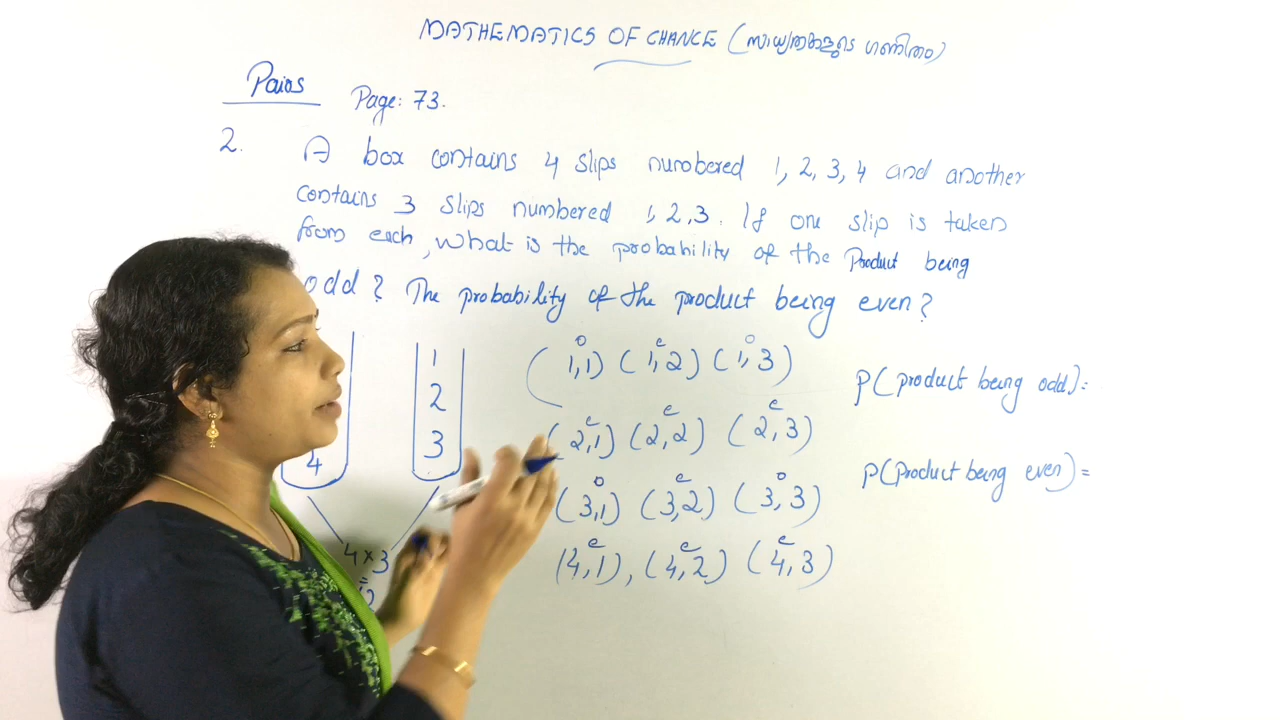 MATHEMATICS OF CHANCE (സാധ്യതകളുടെ ഗണിതം)
Pairs
Page: 73.
2. A box contains 4 slips numbered 1, 2, 3, 4 and another
contains 3 slips numbered 1, 2, 3. If one slip is taken
from each, what is the probability of the Product being
odd? The probability of the product being even?
1
2
3
4
4 × 3
=
o e o
(1,1) (1,2) (1,3)
e e e
(2,1) (2,2) (2,3)
o e o
(3,1) (3,2) (3,3)
e e e
(4,1), (4,2) (4,3)
P(product being odd) =
P(Product being even) =